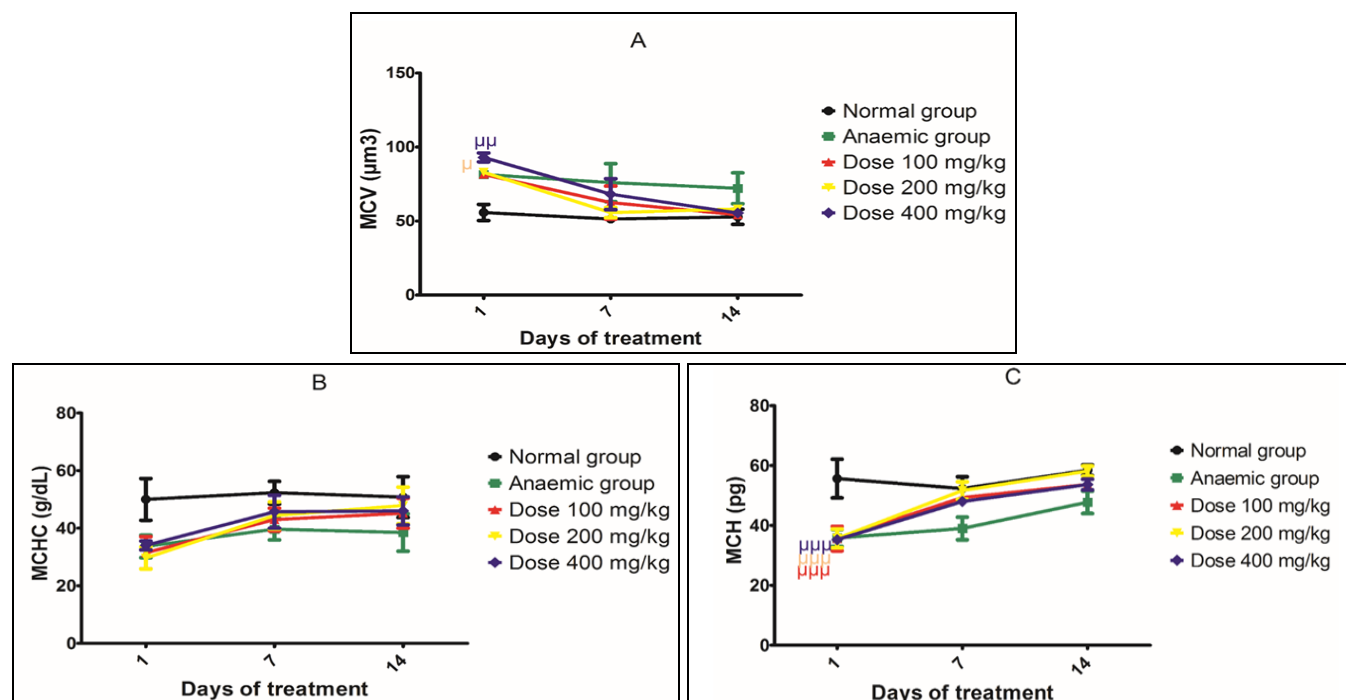 A
150
100
50
0
MCV (µm3)
µµ
µ
1
7
14
Days of treatment
Normal group
Anaemic group
Dose 100 mg/kg
Dose 200 mg/kg
Dose 400 mg/kg
B
80
60
40
20
0
MCHC (g/dL)
1
7
14
Days of treatment
Normal group
Anaemic group
Dose 100 mg/kg
Dose 200 mg/kg
Dose 400 mg/kg
C
80
60
40
20
0
MCH (pg)
µµµ
µµµ
µµµ
1
7
14
Days of treatment
Normal group
Anaemic group
Dose 100 mg/kg
Dose 200 mg/kg
Dose 400 mg/kg